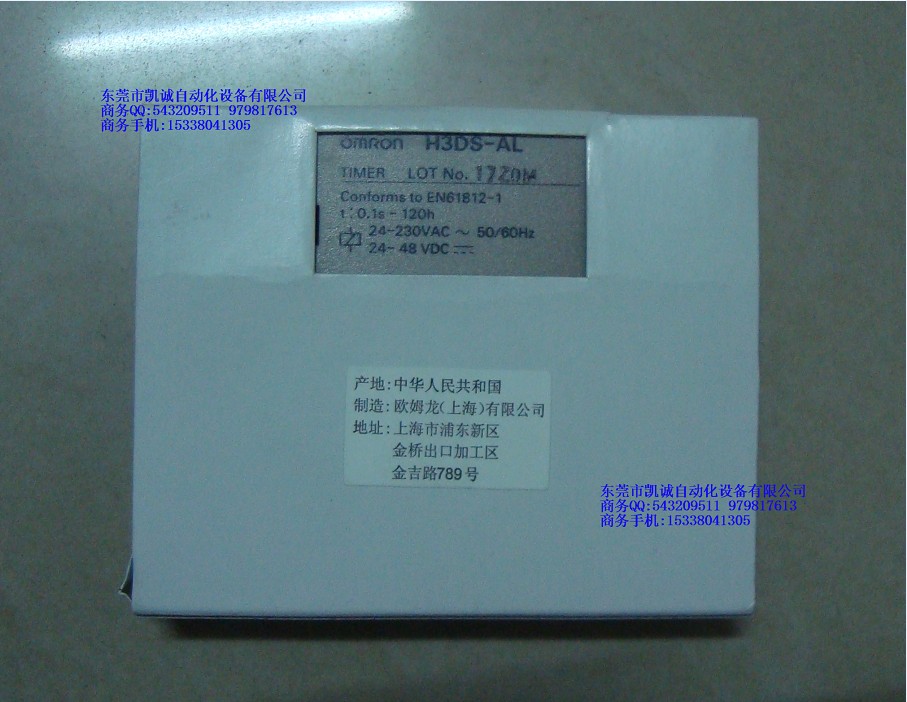 东莞市凯诚自动化设备有限公司
商务QQ:543209511 979817613
商务手机:15338041305
OMRON H3DS-AL
TIMER LOT No. 1720M
Conforms to EN61812-1
t : 0.1s - 120h
24-230VAC ～ 50/60Hz
24- 48 VDC ⎓
产地:中华人民共和国
制造:欧姆龙(上海)有限公司
地址:上海市浦东新区
金桥出口加工区
金吉路789号
东莞市凯诚自动化设备有限公司
商务QQ:543209511 979817613
商务手机:15338041305